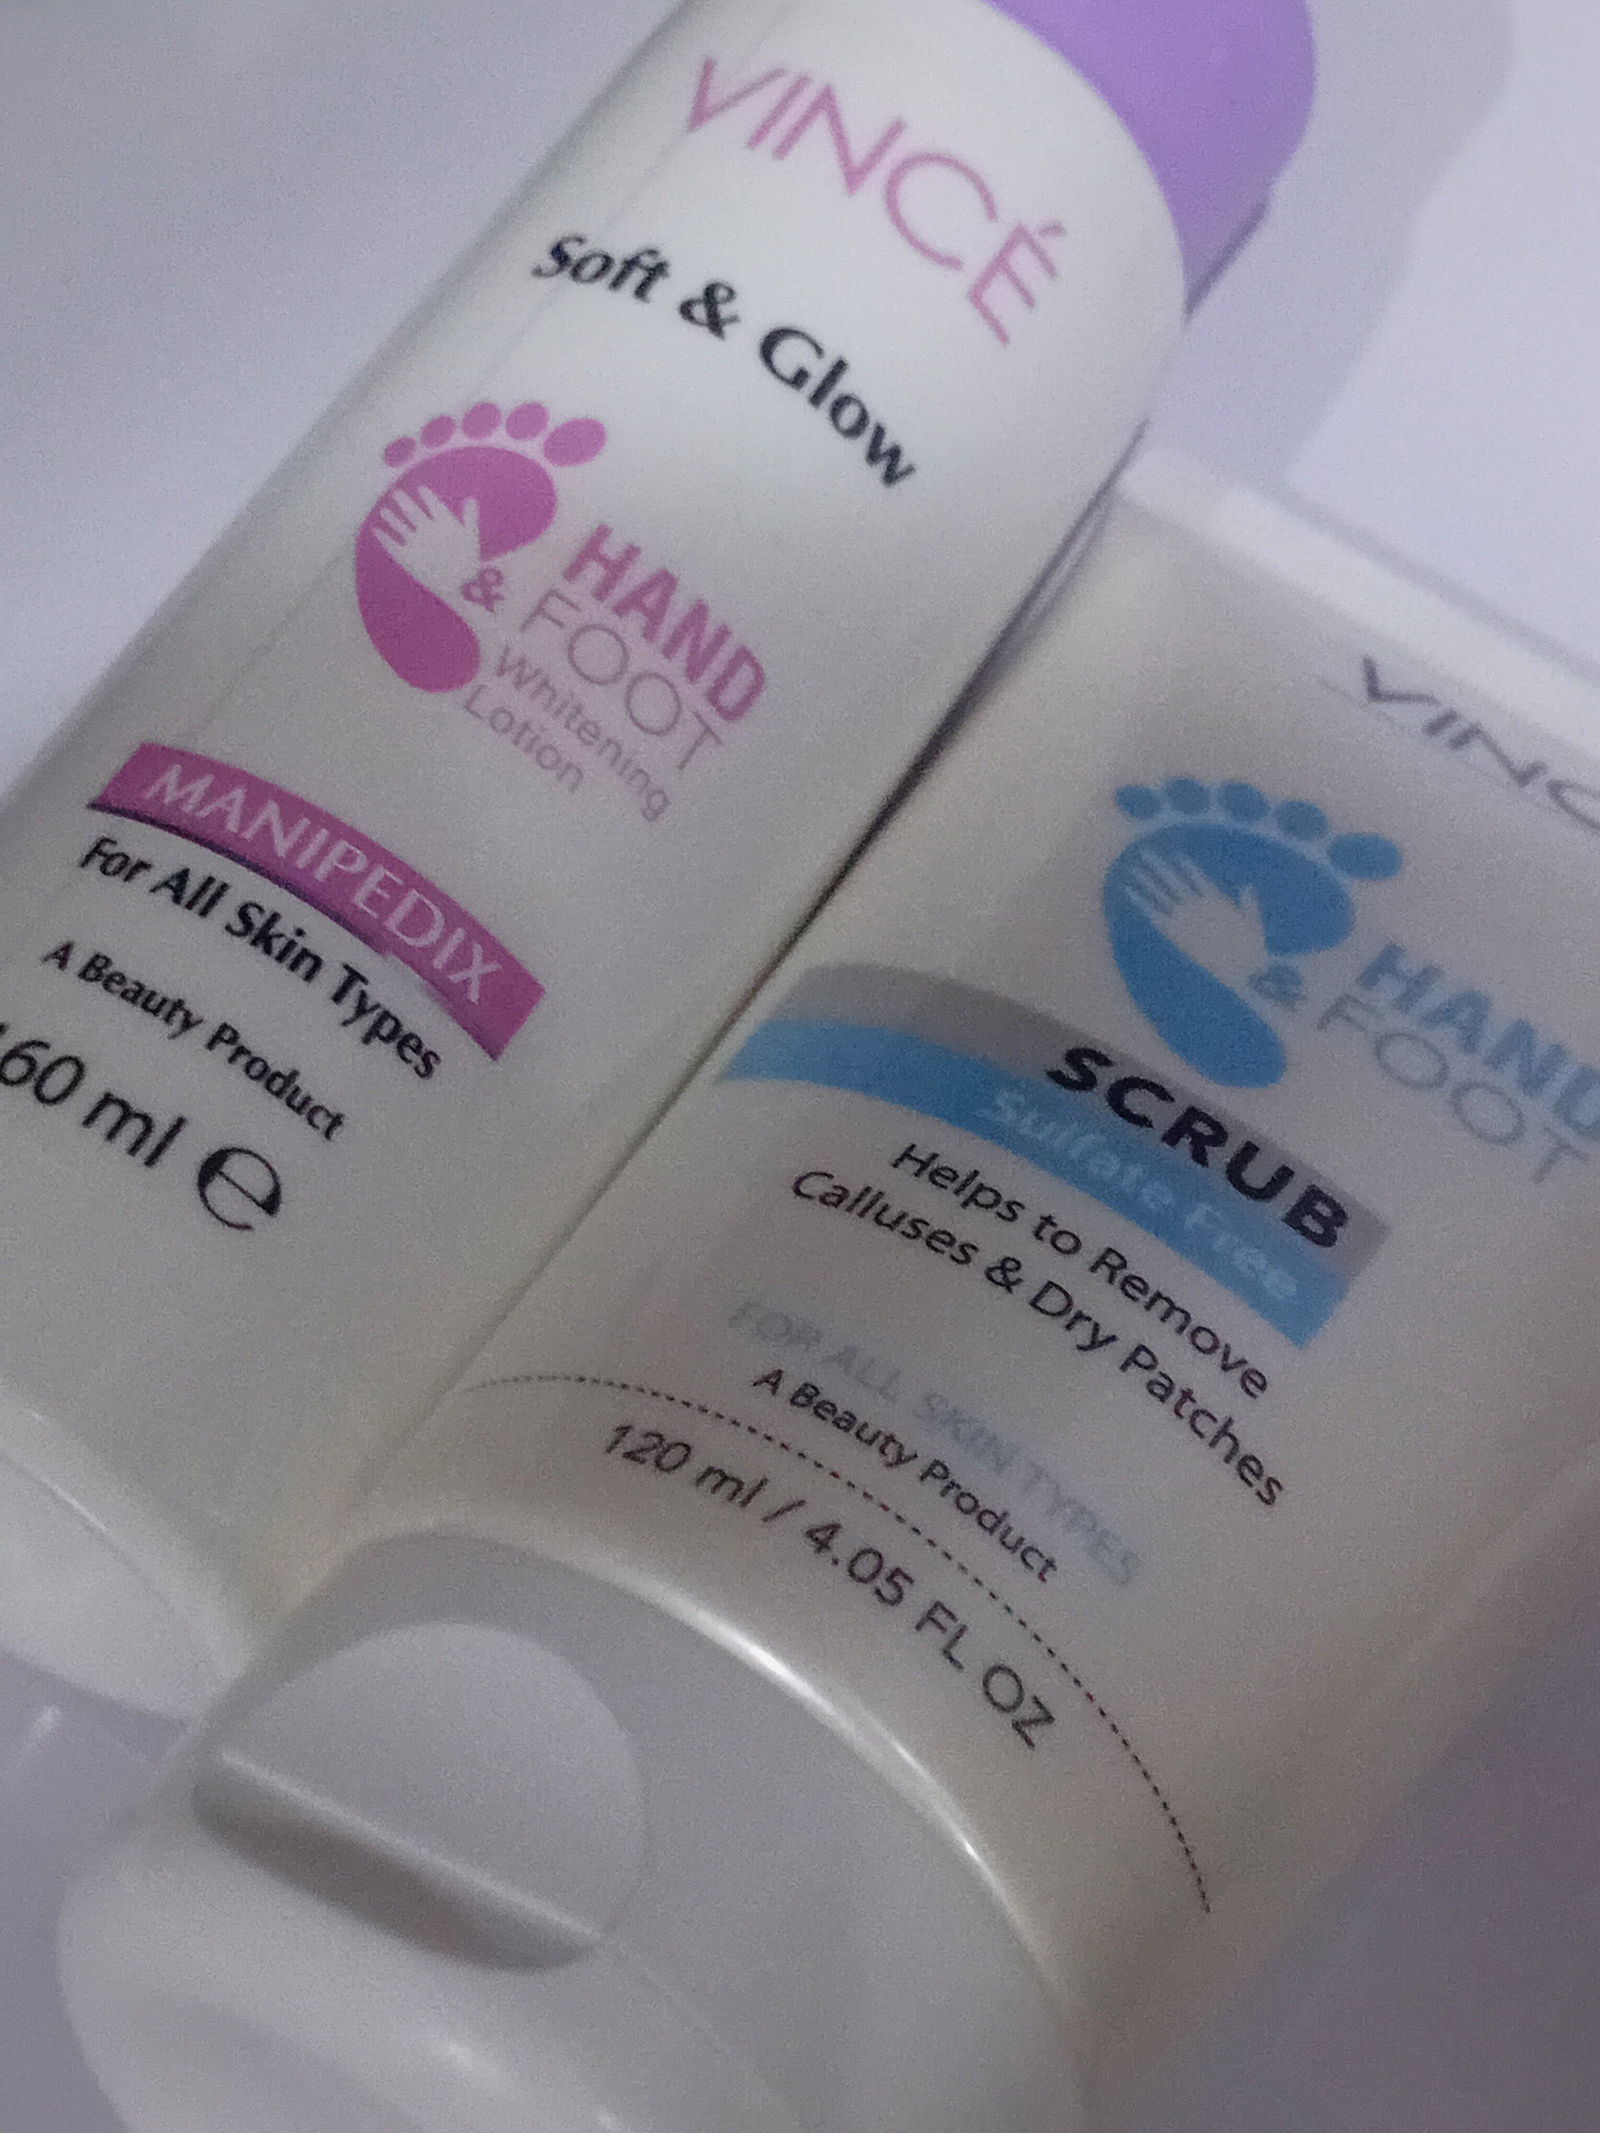 VINCÉ
Soft & Glow
HAND
& FOOT
Whitening
Lotion
MANIPEDIX
For All Skin Types
A Beauty Product
60 ml e
VINC
HAND
& FOOT
SCRUB
Sulfate Free
Helps to Remove
Calluses & Dry Patches
FOR ALL SKIN TYPES
A Beauty Product
120 ml / 4.05 FL OZ